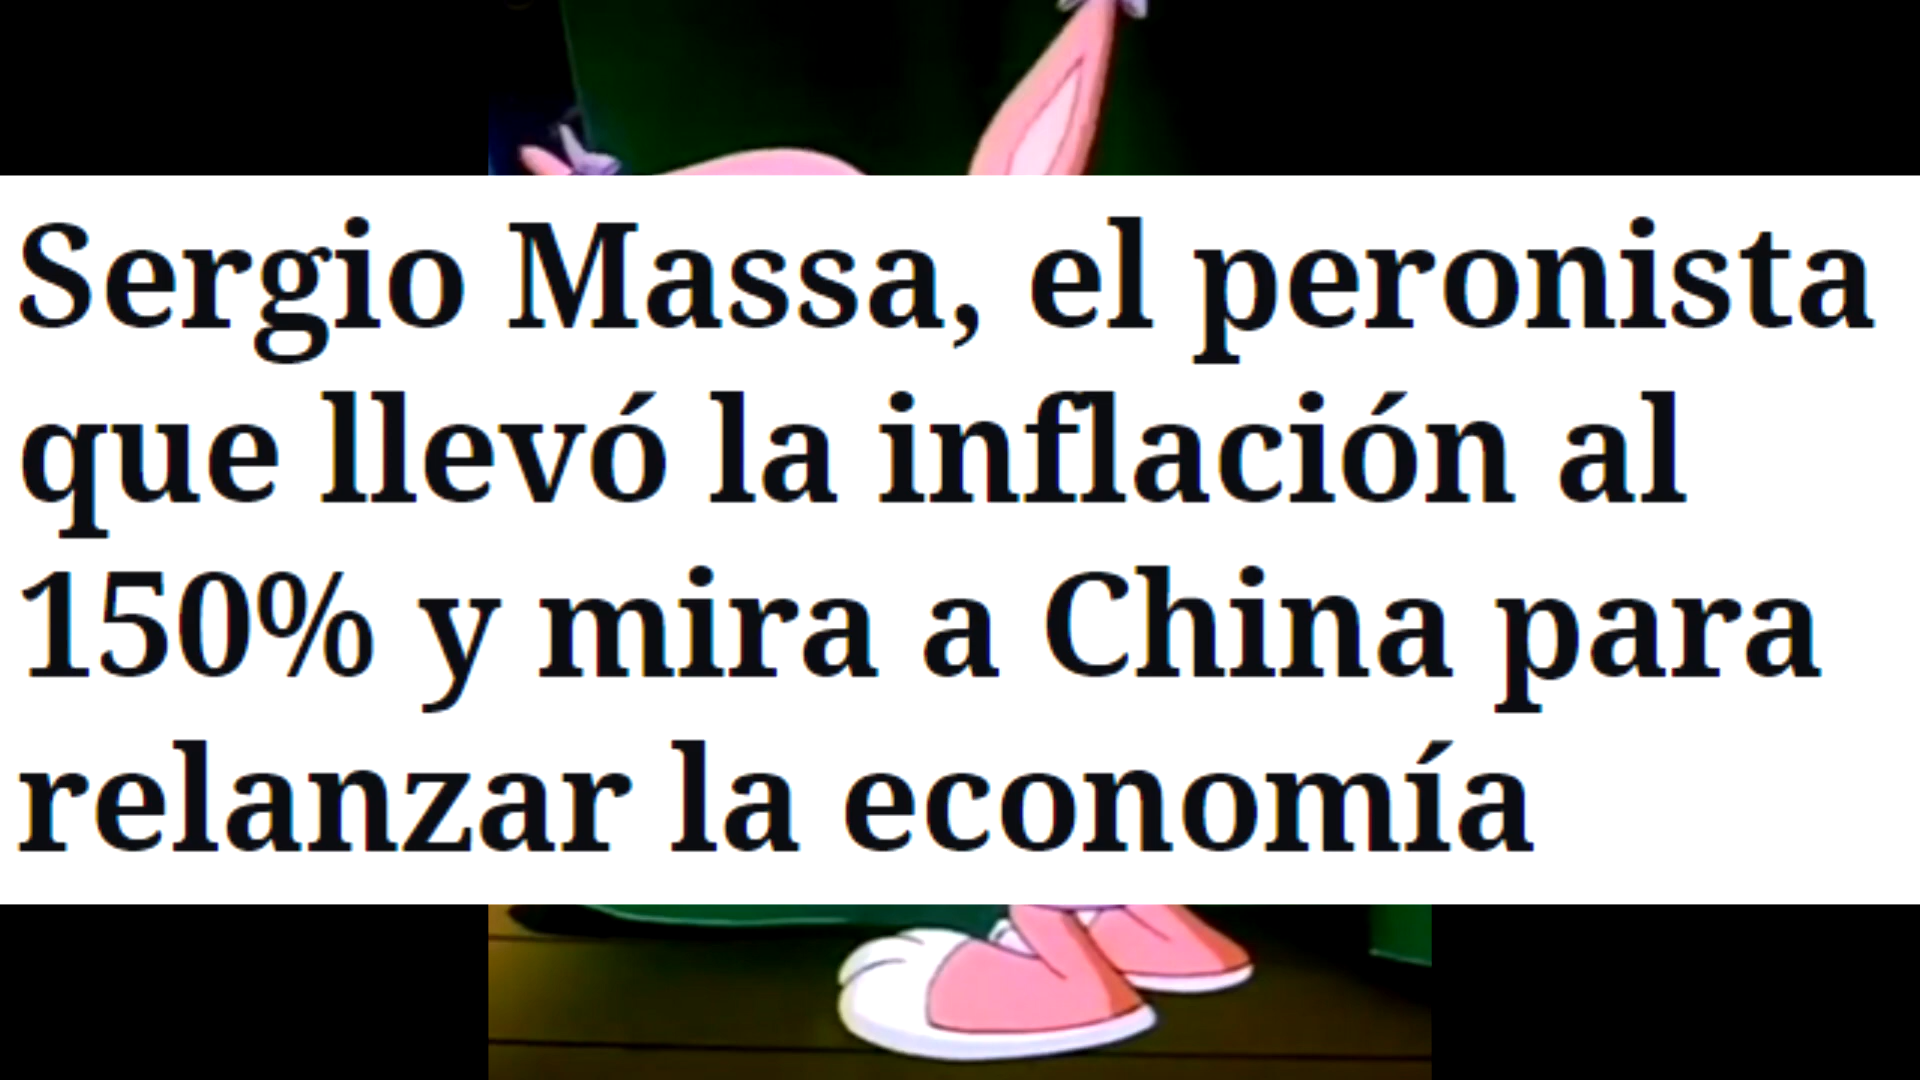 Sergio Massa, el peronista
que llevó la inflación al
150% y mira a China para
relanzar la economía